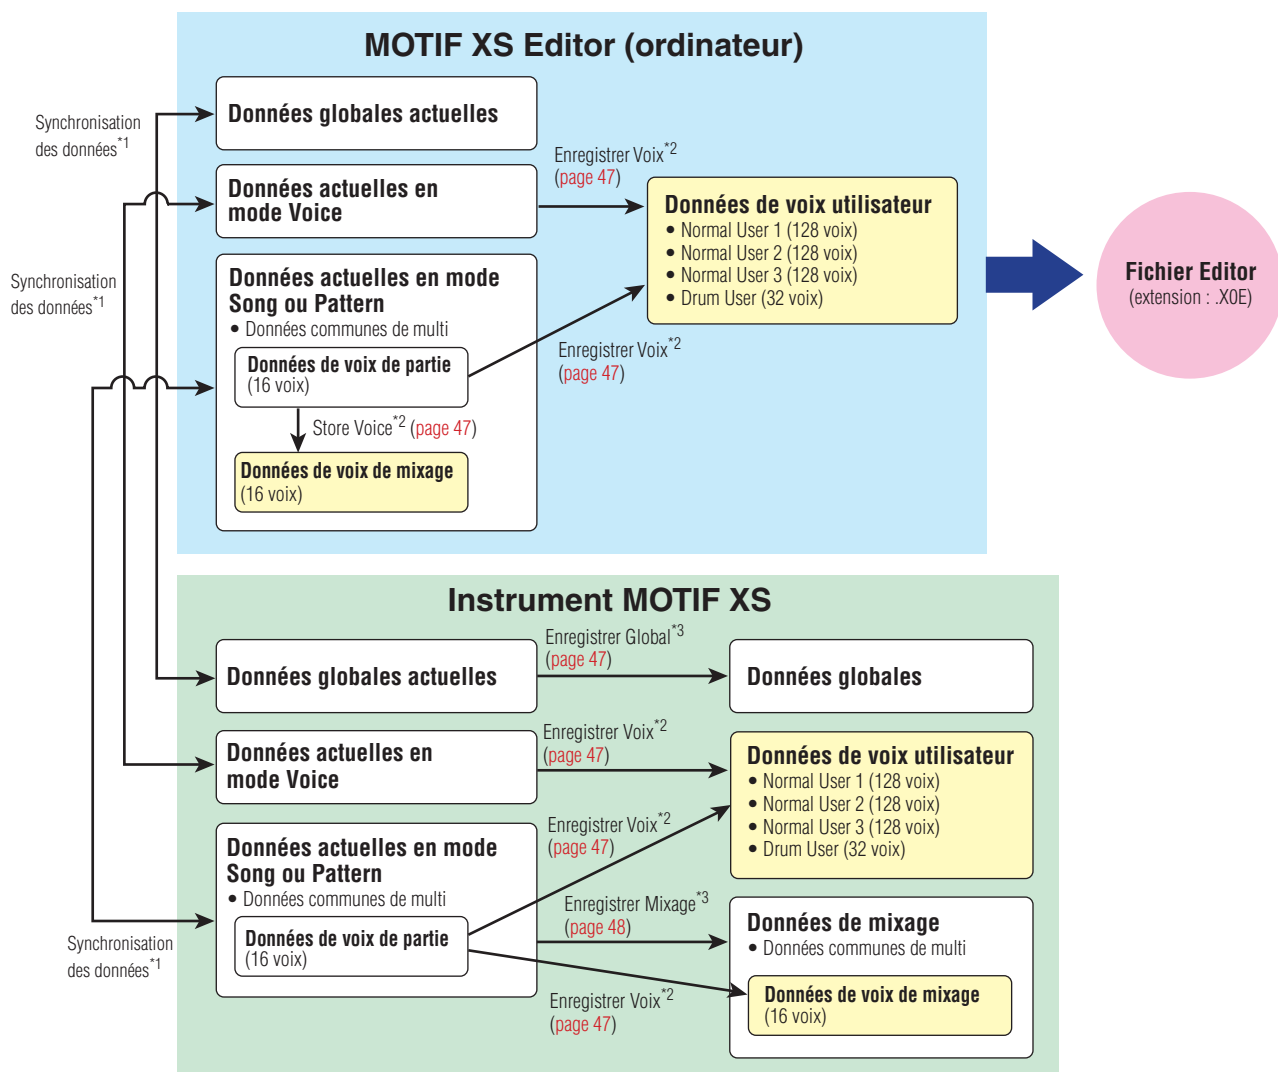 MOTIF XS Editor (ordinateur)
Synchronisation
des données*1
Données globales actuelles
Données actuelles en
mode Voice
Enregistrer Voix*2
(page 47)
Données de voix utilisateur
• Normal User 1 (128 voix)
• Normal User 2 (128 voix)
• Normal User 3 (128 voix)
• Drum User (32 voix)
Fichier Editor
(extension : .X0E)
Synchronisation
des données*1
Données actuelles en mode
Song ou Pattern
• Données communes de multi
Données de voix de partie
(16 voix)
Enregistrer Voix*2
(page 47)
Store Voice*2 (page 47)
Données de voix de mixage
(16 voix)
Instrument MOTIF XS
Données globales actuelles
Enregistrer Global*3
(page 47)
Données globales
Données actuelles en
mode Voice
Enregistrer Voix*2
(page 47)
Données de voix utilisateur
• Normal User 1 (128 voix)
• Normal User 2 (128 voix)
• Normal User 3 (128 voix)
• Drum User (32 voix)
Enregistrer Voix*2
(page 47)
Données actuelles en mode
Song ou Pattern
• Données communes de multi
Données de voix de partie
(16 voix)
Enregistrer Mixage*3
(page 48)
Données de mixage
• Données communes de multi
Données de voix de mixage
(16 voix)
Synchronisation
des données*1
Enregistrer Voix*2
(page 47)